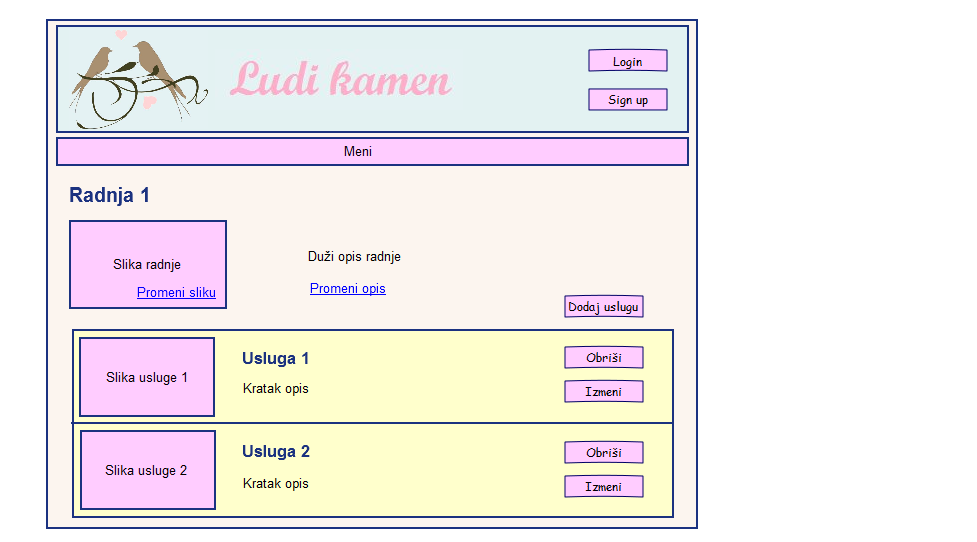 Ludi kamen
Login
Sign up
Meni
Radnja 1
Slika radnje
Promeni sliku
Duži opis radnje
Promeni opis
Dodaj uslugu
Slika usluge 1
Usluga 1
Kratak opis
Obriši
Izmeni
Slika usluge 2
Usluga 2
Kratak opis
Obriši
Izmeni